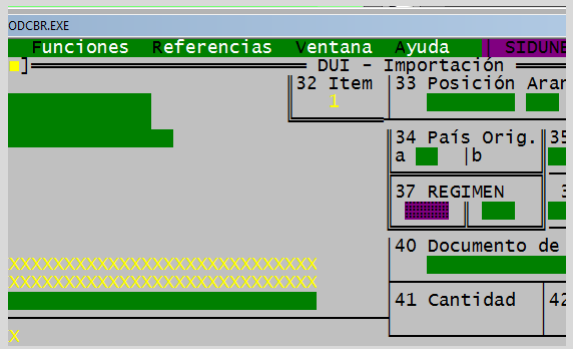 ODCBR.EXE
Funciones Referencias Ventana Ayuda | SIDUNE
DUI - Importación
32 Item 33 Posición Aran
1
34 País Orig. 35
a |b
37 REGIMEN 3
40 Documento de
XXXXXXXXXXXXXXXXXXXXXXXXXXXX
XXXXXXXXXXXXXXXXXXXXXXXXXXXX
41 Cantidad 42
X